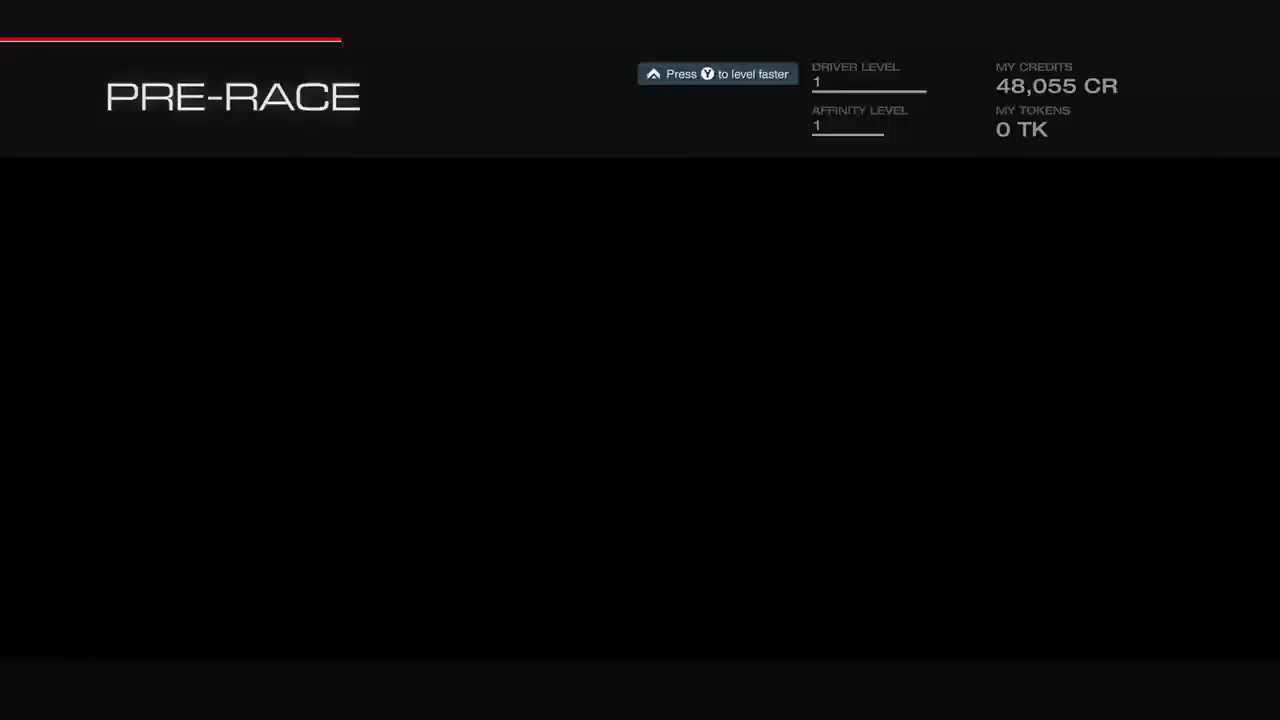 PRE-RACE
Press Y to level faster
DRIVER LEVEL
1
AFFINITY LEVEL
1
MY CREDITS
48,055 CR
MY TOKENS
0 TK